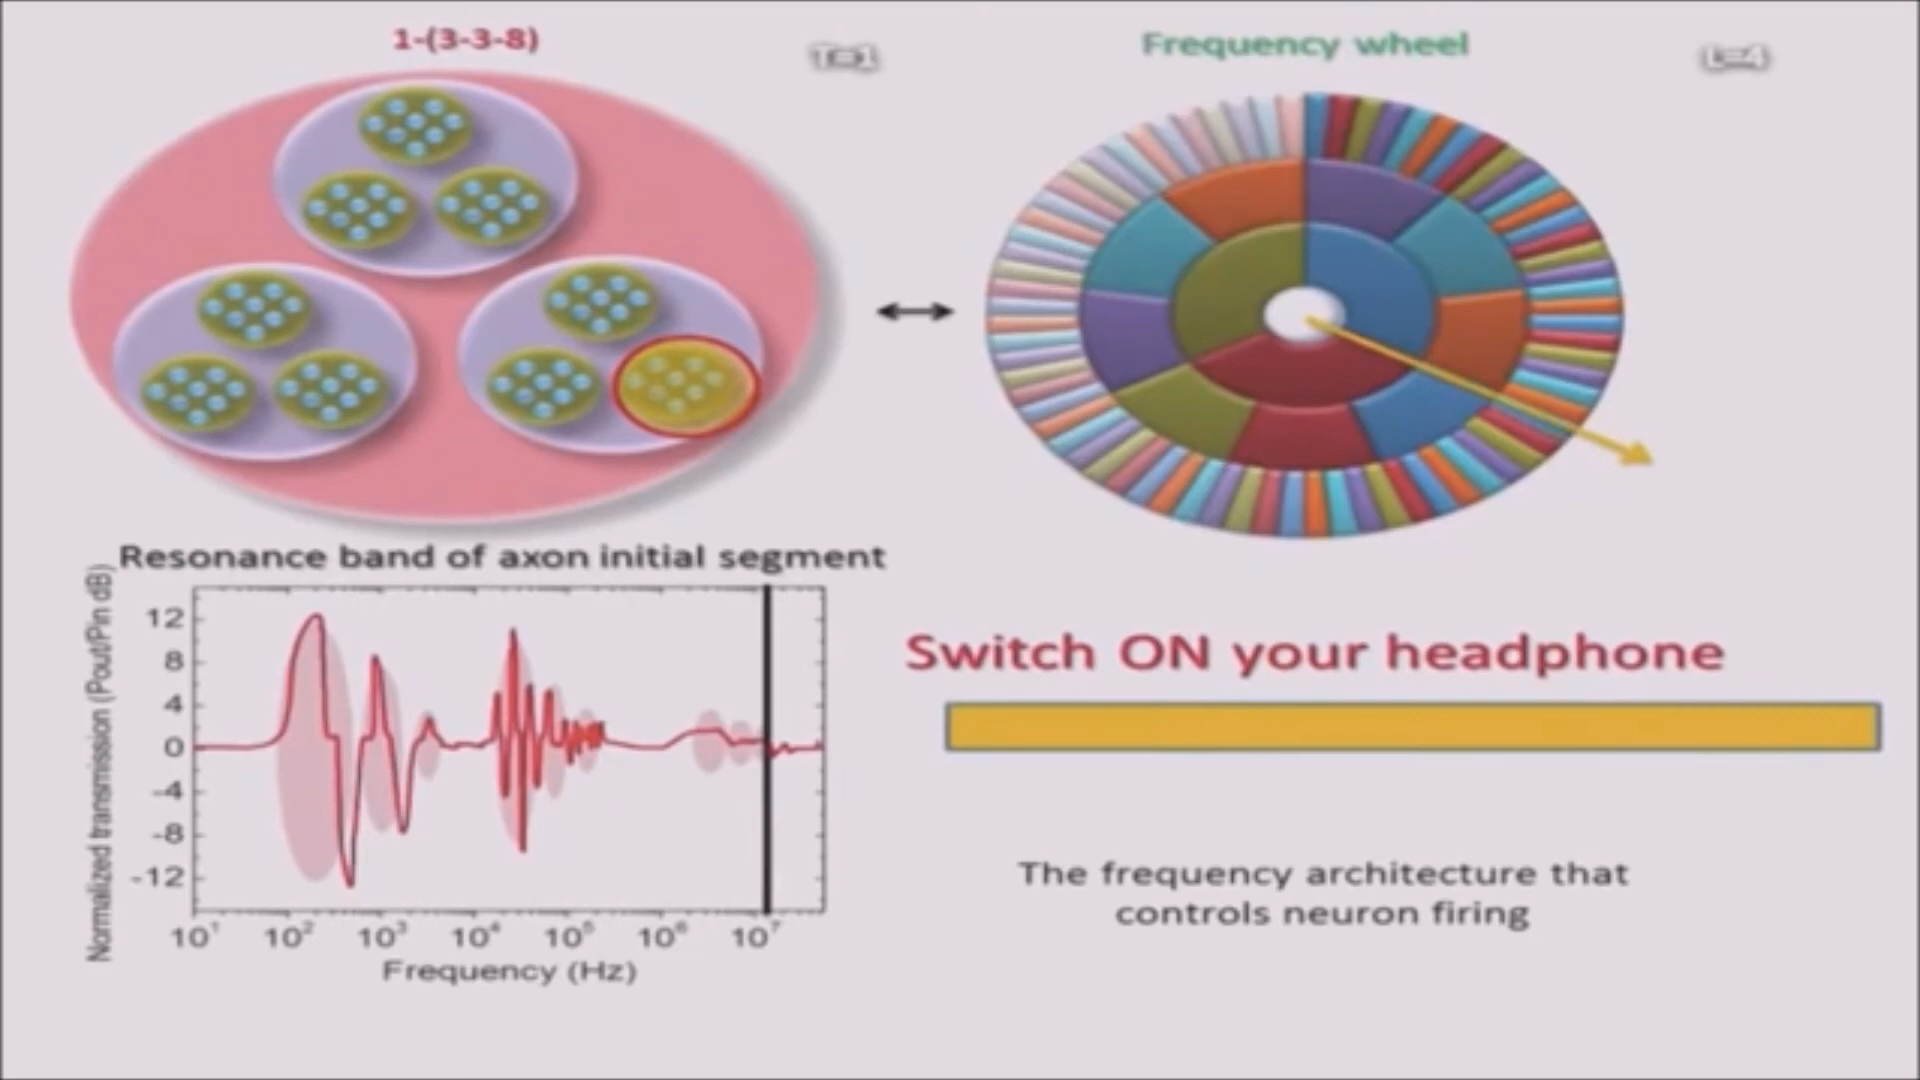 1-(3-3-8)
T=1
Frequency wheel
L=4
Resonance band of axon initial segment
Normalized transmission (Pout/Pin dB)
12
8
4
0
-4
-8
-12
10¹ 10² 10³ 10⁴ 10⁵ 10⁶ 10⁷
Frequency (Hz)
Switch ON your headphone
The frequency architecture that
controls neuron firing